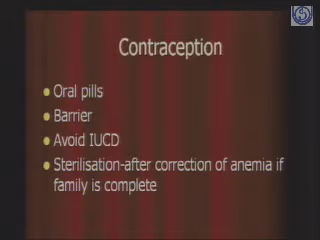 Contraception
Oral pills
Barrier
Avoid IUCD
Sterilisation-after correction of anemia if
family is complete